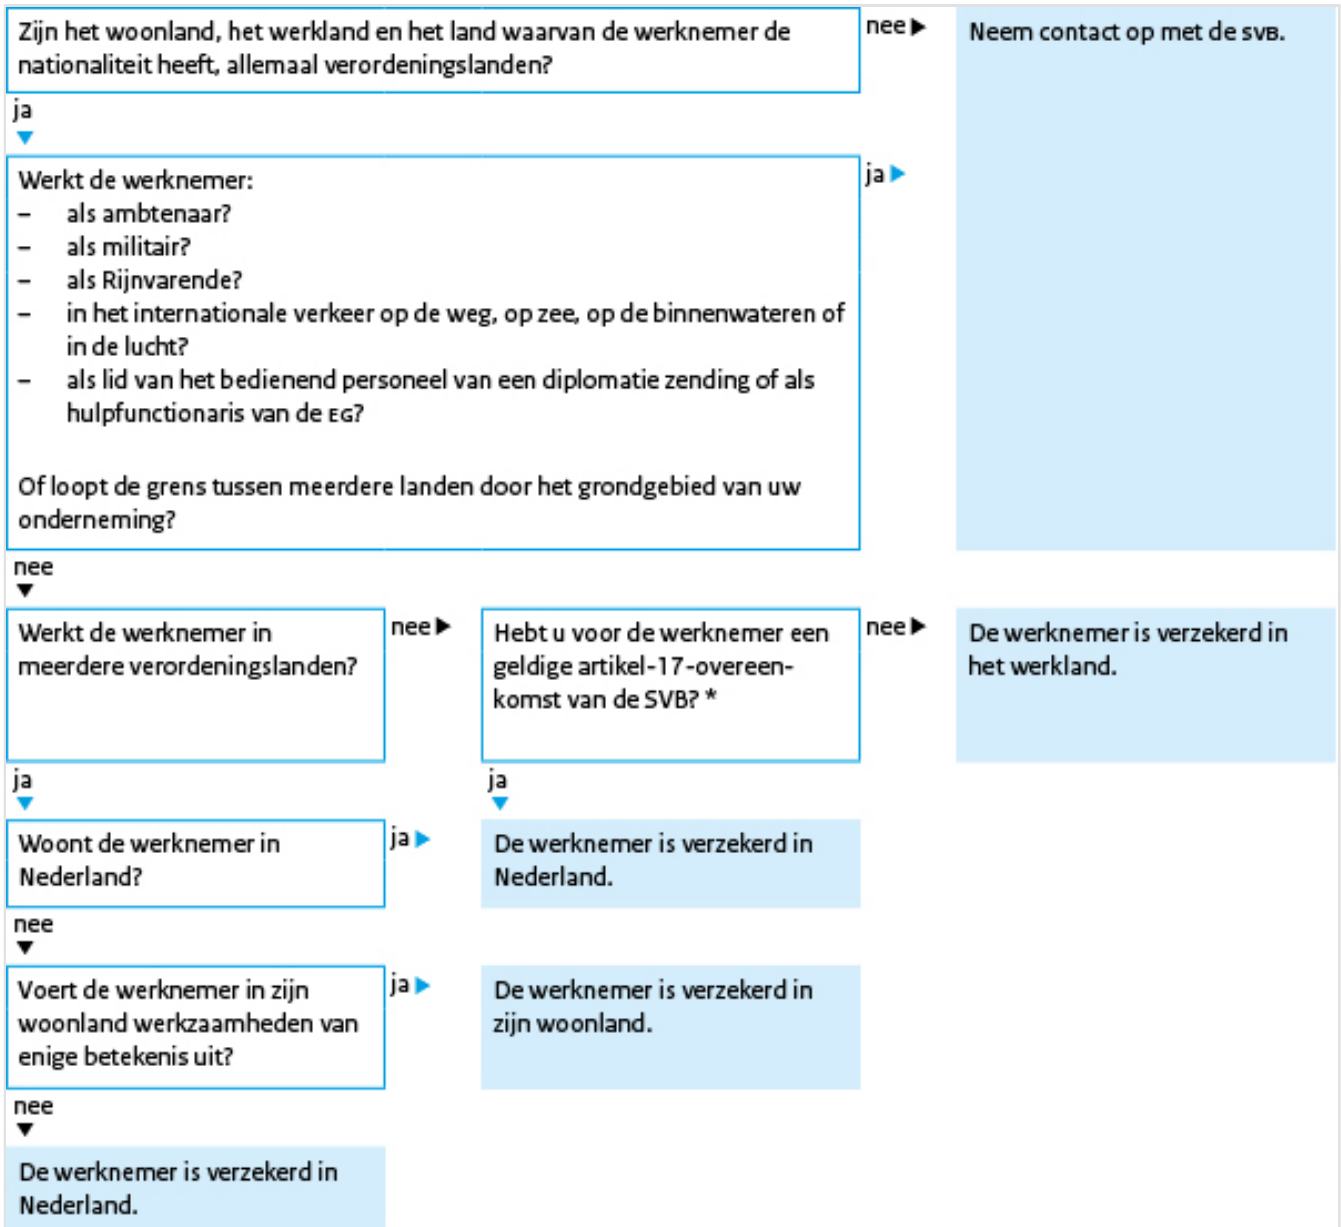 Zijn het woonland, het werkland en het land waarvan de werknemer de
nationaliteit heeft, allemaal verordeningslanden?
nee ▶
Neem contact op met de SVB.
ja
▼
Werkt de werknemer:
– als ambtenaar?
– als militair?
– als Rijnvarende?
– in het internationale verkeer op de weg, op zee, op de binnenwateren of
in de lucht?
– als lid van het bedienend personeel van een diplomatie zending of als
hulpfunctionaris van de EG?
Of loopt de grens tussen meerdere landen door het grondgebied van uw
onderneming?
ja ▶
nee
▼
Werkt de werknemer in
meerdere verordeningslanden?
nee ▶
Hebt u voor de werknemer een
geldige artikel-17-overeen-
komst van de SVB? *
nee ▶
De werknemer is verzekerd in
het werkland.
ja
▼
ja
▼
Woont de werknemer in
Nederland?
ja ▶
De werknemer is verzekerd in
Nederland.
nee
▼
Voert de werknemer in zijn
woonland werkzaamheden van
enige betekenis uit?
ja ▶
De werknemer is verzekerd in
zijn woonland.
nee
▼
De werknemer is verzekerd in
Nederland.